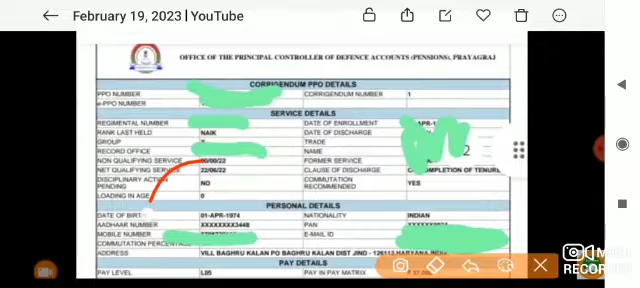 February 19, 2023 | YouTube
OFFICE OF THE PRINCIPAL CONTROLLER OF DEFENCE ACCOUNTS (PENSIONS), PRAYAGRAJ
CORRIGENDUM PPO DETAILS
PPO NUMBER CORRIGENDUM NUMBER 1
e-PPO NUMBER
SERVICE DETAILS
REGIMENTAL NUMBER DATE OF ENROLLMENT
RANK LAST HELD NAIK DATE OF DISCHARGE
GROUP TRADE
RECORD OFFICE NAME
NON QUALIFYING SERVICE 00/00/22 FORMER SERVICE
NET QUALIFYING SERVICE 22/06/22 CLAUSE OF DISCHARGE COMPLETION OF TENURE
DISCIPLINARY ACTION PENDING NO COMMUTATION RECOMMENDED YES
LOADING IN AGE 0
2
PERSONAL DETAILS
DATE OF BIRTH 01-APR-1974 NATIONALITY INDIAN
AADHAAR NUMBER XXXXXXXX3448 PAN
MOBILE NUMBER E-MAIL ID
COMMUTATION PERCENTAGE
ADDRESS VILL BAGHRU KALAN PO BAGHRU KALAN DIST JIND - 126113 HARYANA INDIA
PAY DETAILS
PAY LEVEL L05 PAY IN PAY MATRIX
RECOR